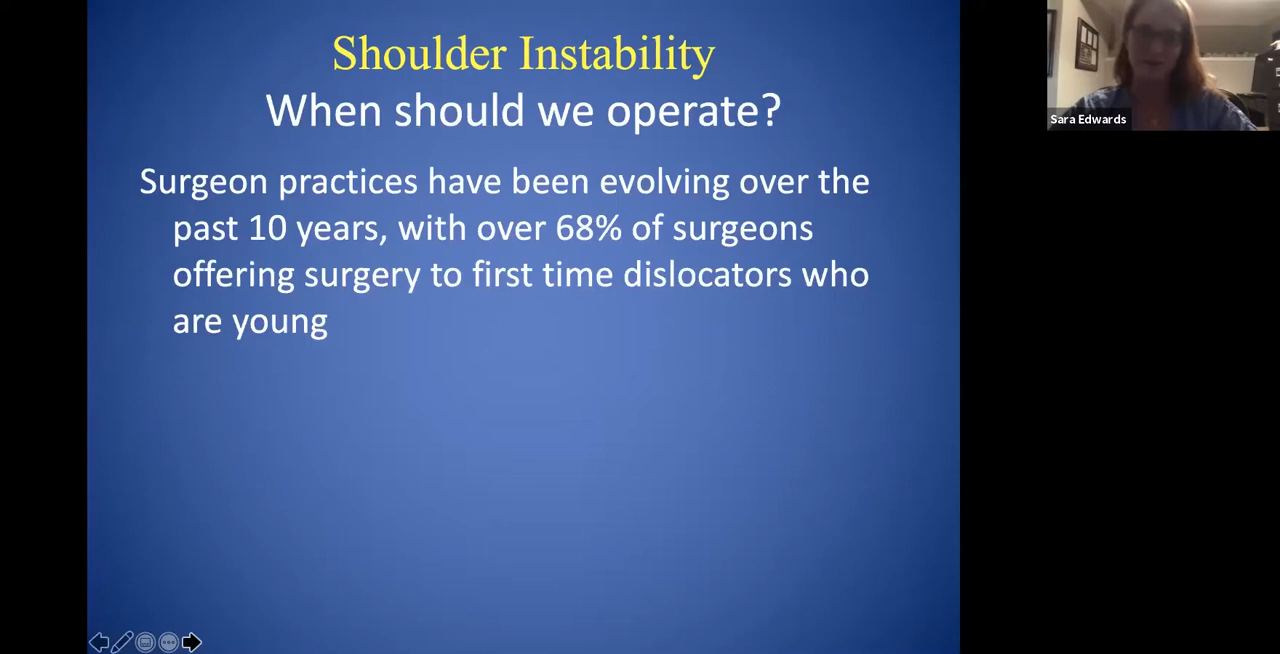 Shoulder Instability
When should we operate?
Surgeon practices have been evolving over the
past 10 years, with over 68% of surgeons
offering surgery to first time dislocators who
are young
Sara Edwards